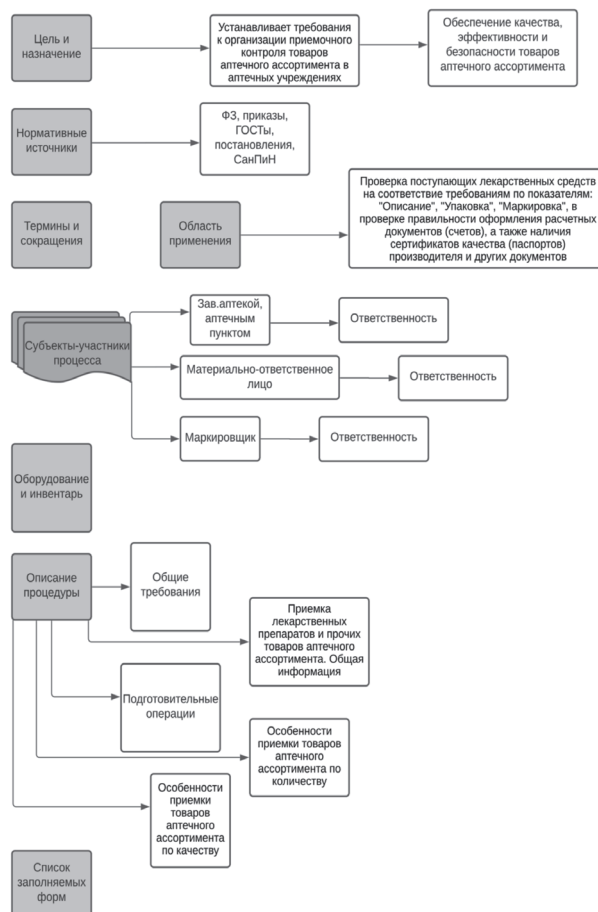 Цель и
назначение
Устанавливает требования
к организации приемочного
контроля товаров
аптечного ассортимента в
аптечных учреждениях
Обеспечение качества,
эффективности и
безопасности товаров
аптечного ассортимента
Нормативные
источники
ФЗ, приказы,
ГОСТы,
постановления,
СанПиН
Термины и
сокращения
Область
применения
Проверка поступающих лекарственных средств
на соответствие требованиям по показателям:
"Описание", "Упаковка", "Маркировка", в
проверке правильности оформления расчетных
документов (счетов), а также наличия
сертификатов качества (паспортов)
производителя и других документов
Субъекты-участники
процесса
Зав.аптекой,
аптечным
пунктом
Ответственность
Материально-ответственное
лицо
Ответственность
Маркировщик
Ответственность
Оборудование
и инвентарь
Описание
процедуры
Общие
требования
Приемка
лекарственных
препаратов и прочих
товаров аптечного
ассортимента. Общая
информация
Подготовительные
операции
Особенности
приемки товаров
аптечного
ассортимента по
количеству
Особенности
приемки
товаров
аптечного
ассортимента
по качеству
Список
заполняемых
форм